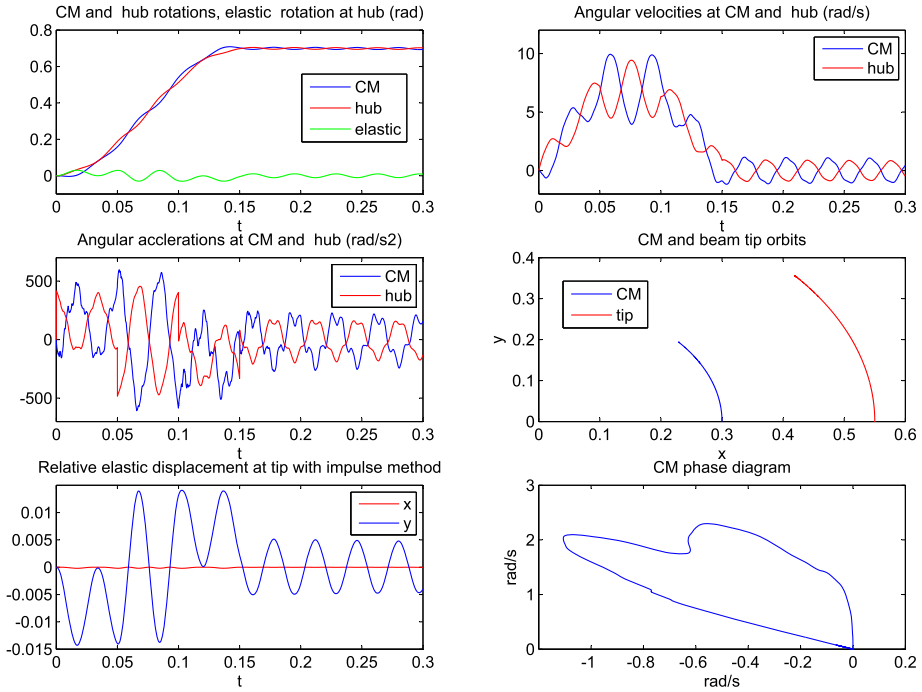 CM and hub rotations, elastic rotation at hub (rad)
0.8
0.6
0.4
0.2
0
CM
hub
elastic
0 0.05 0.1 0.15 0.2 0.25 0.3
t
Angular velocities at CM and hub (rad/s)
10
5
0
CM
hub
0 0.05 0.1 0.15 0.2 0.25 0.3
t
Angular acclerations at CM and hub (rad/s2)
500
0
-500
CM
hub
0 0.05 0.1 0.15 0.2 0.25 0.3
t
CM and beam tip orbits
0.4
0.3
0.2
0.1
0
y
CM
tip
0 0.1 0.2 0.3 0.4 0.5 0.6
x
Relative elastic displacement at tip with impulse method
0.01
0.005
0
-0.005
-0.01
-0.015
x
y
0 0.05 0.1 0.15 0.2 0.25 0.3
t
CM phase diagram
3
2
1
0
rad/s
-1 -0.8 -0.6 -0.4 -0.2 0 0.2
rad/s